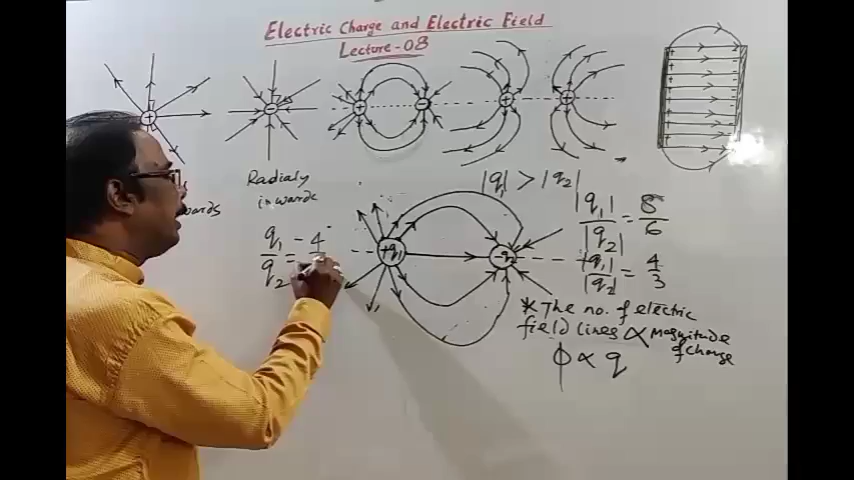 Electric Charge and Electric Field
Lecture-08
Radialy
inwards
wards
|q1| > |q2|
|q1| / |q2| = 8/6
|q1| / |q2| = 4/3
q1 / q2 = - 4
+q1
-q2
* The no. of electric
field lines ∝ Magnitude
of charge
ϕ ∝ q